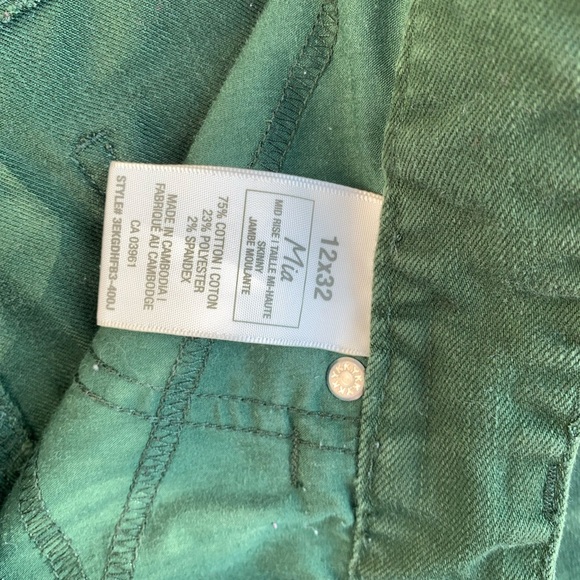 12x32
Mia
MID RISE | TAILLE MI-HAUTE
SKINNY
JAMBE MOULANTE
75% COTTON | COTON
23% POLYESTER
2% SPANDEX
MADE IN CAMBODIA |
FABRIQUÉ AU CAMBODGE
CA 03961
STYLE# 3EKGDHFB3-400J